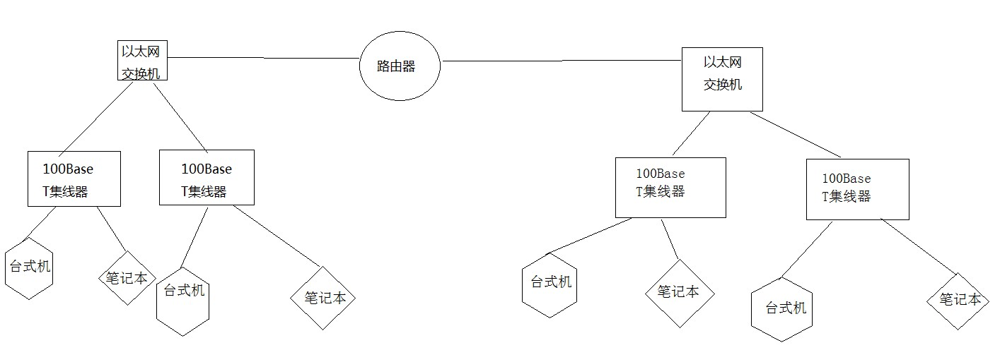 以太网
交换机
路由器
以太网
交换机
100Base
T集线器
100Base
T集线器
100Base
T集线器
100Base
T集线器
台式机
笔记本
台式机
笔记本
台式机
笔记本
台式机
笔记本